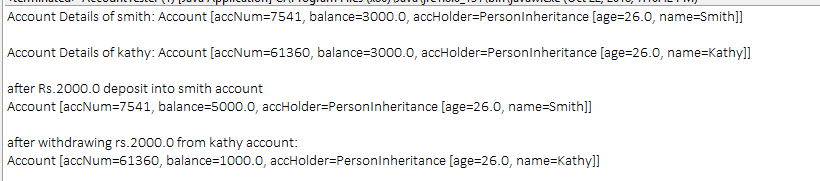 Account Details of smith: Account [accNum=7541, balance=3000.0, accHolder=PersonInheritance [age=26.0, name=Smith]]
Account Details of kathy: Account [accNum=61360, balance=3000.0, accHolder=PersonInheritance [age=26.0, name=Kathy]]
after Rs.2000.0 deposit into smith account
Account [accNum=7541, balance=5000.0, accHolder=PersonInheritance [age=26.0, name=Smith]]
after withdrawing rs.2000.0 from kathy account:
Account [accNum=61360, balance=1000.0, accHolder=PersonInheritance [age=26.0, name=Kathy]]